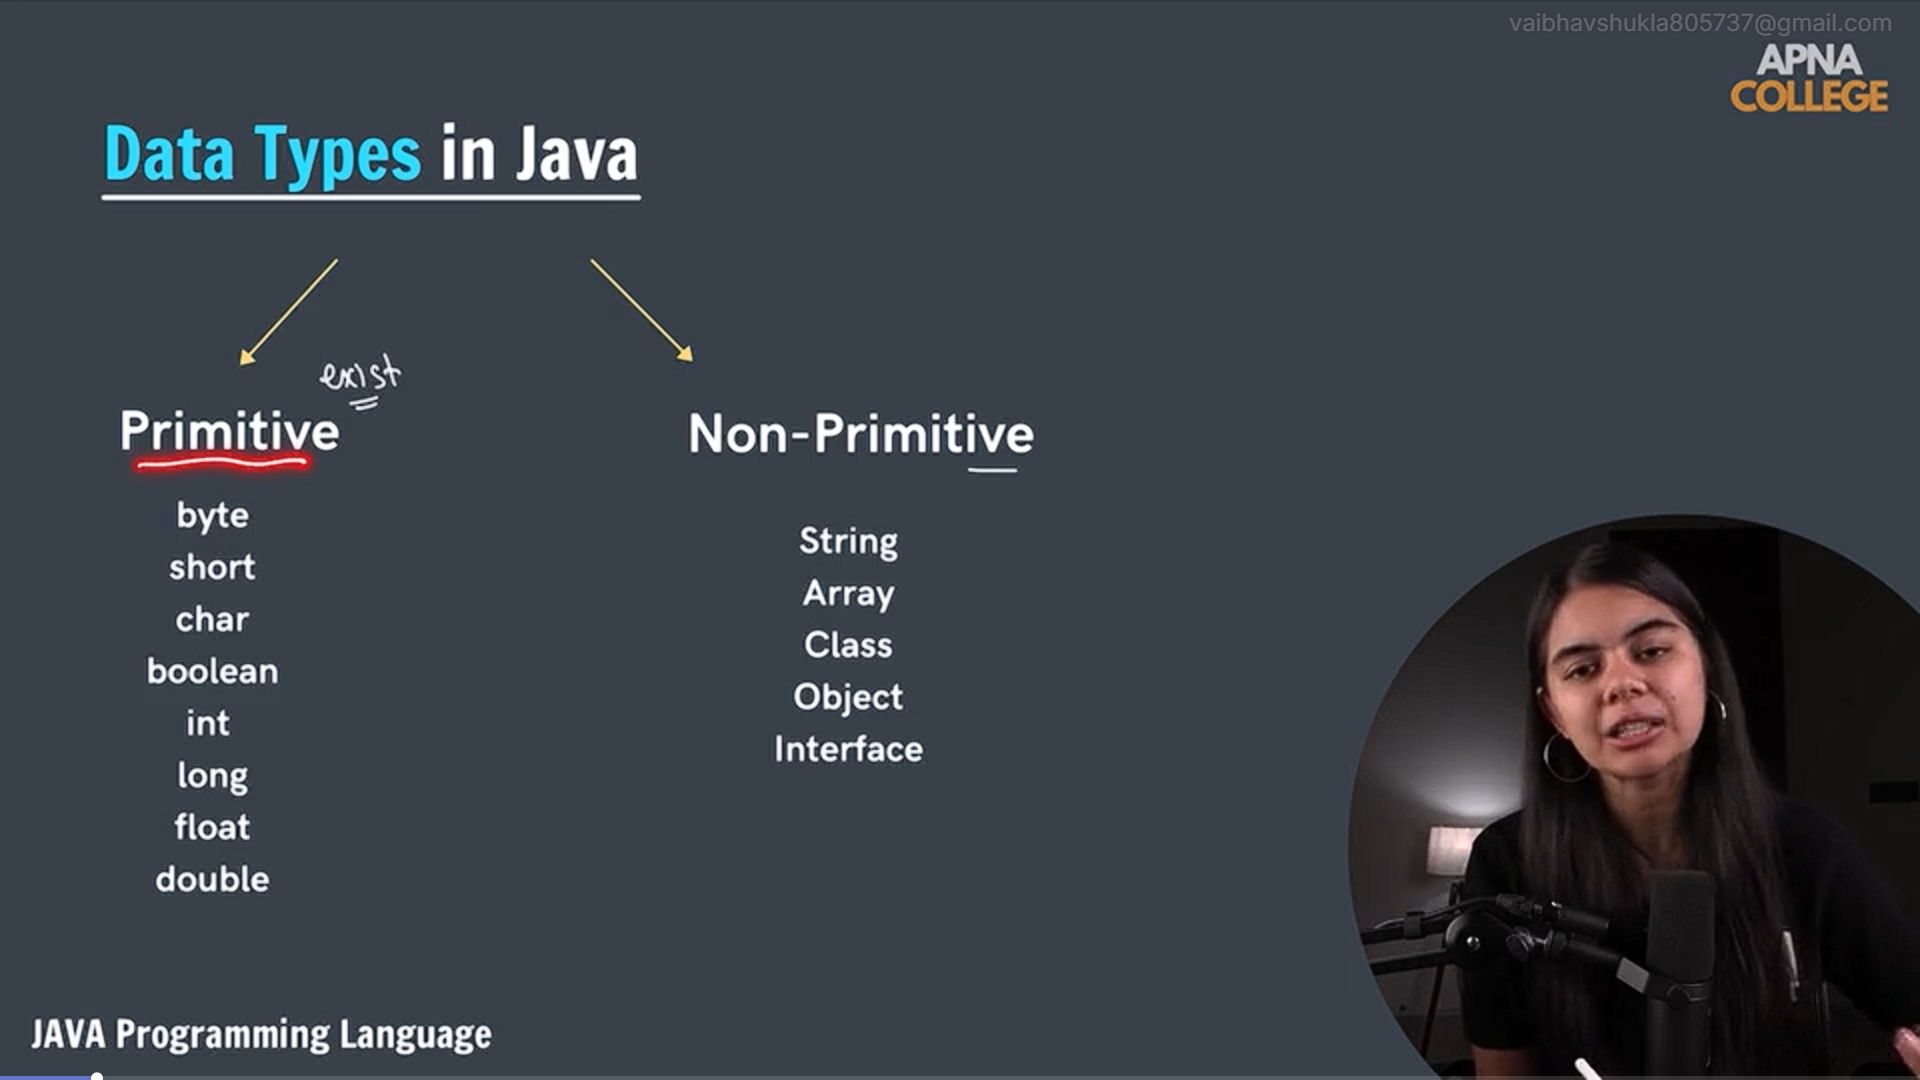 vaibhavshukla805737@gmail.com
APNA
COLLEGE
Data Types in Java
exist
Primitive
Non-Primitive
byte
short
char
boolean
int
long
float
double
String
Array
Class
Object
Interface
JAVA Programming Language